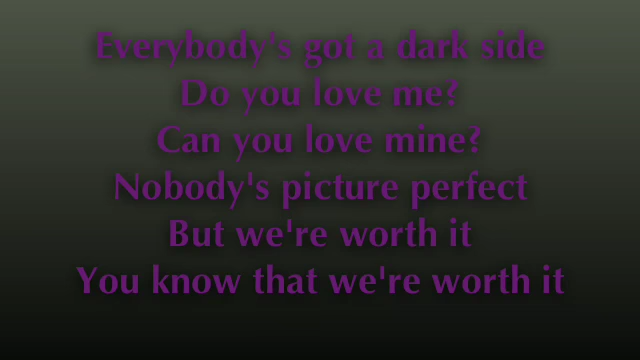 Everybody's got a dark side
Do you love me?
Can you love mine?
Nobody's picture perfect
But we're worth it
You know that we're worth it